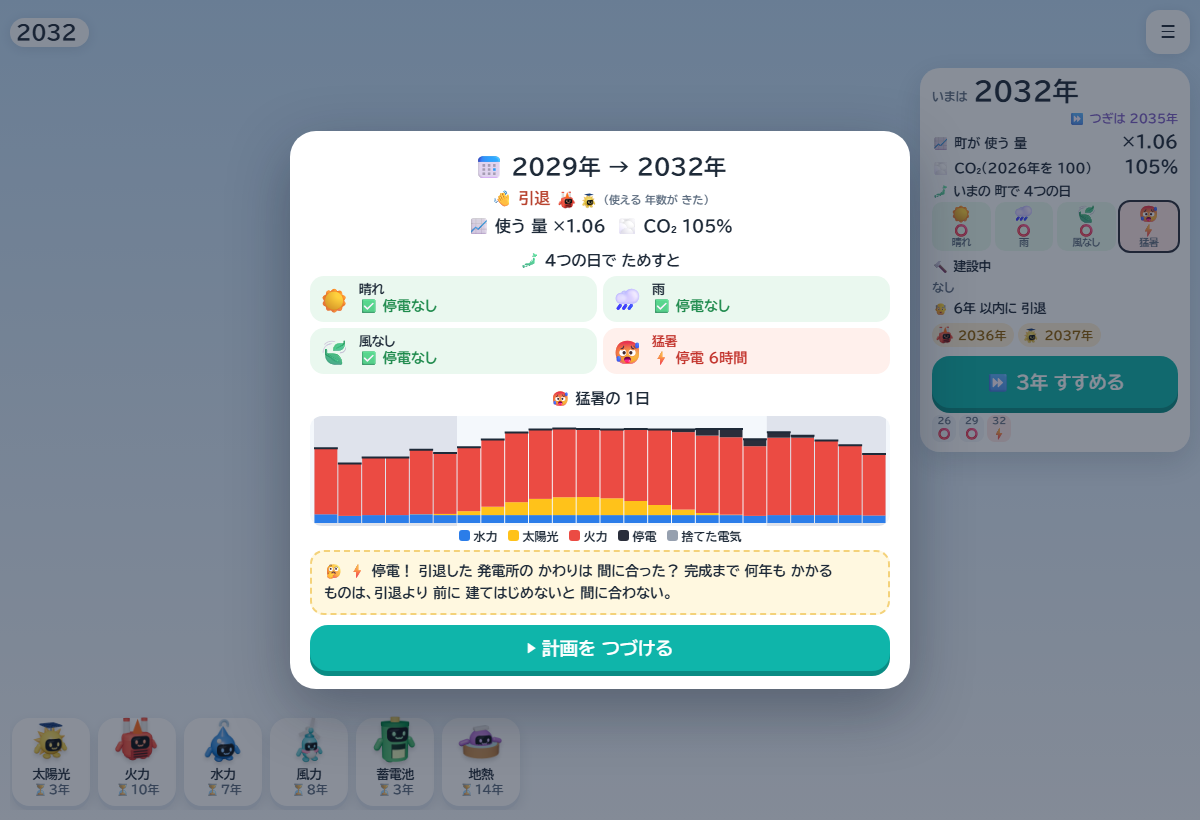 2032
☰
いまは 2032年
⏩ つぎは 2035年
📈 町が 使う 量 ×1.06
CO₂(2026年を 100) 105%
🗾 いまの 町で 4つの日
晴れ
雨
風なし
猛暑
🔨 建設中
なし
👴 6年 以内に 引退
2036年
2037年
⏩ 3年 すすめる
26
29
32
📅 2029年 → 2032年
👋 引退 (使える 年数が きた)
📈 使う 量 ×1.06 CO₂ 105%
🗾 4つの日で ためすと
晴れ
✅ 停電なし
雨
✅ 停電なし
風なし
✅ 停電なし
猛暑
⚡ 停電 6時間
🥵 猛暑の 1日
水力 太陽光 火力 停電 捨てた電気
🤔 ⚡ 停電！ 引退した 発電所の かわりは 間に合った？ 完成まで 何年も かかる
ものは、引退より 前に 建てはじめないと 間に合わない。
▶ 計画を つづける
太陽光
⏳3年
火力
⏳10年
水力
⏳7年
風力
⏳8年
蓄電池
⏳3年
地熱
⏳14年